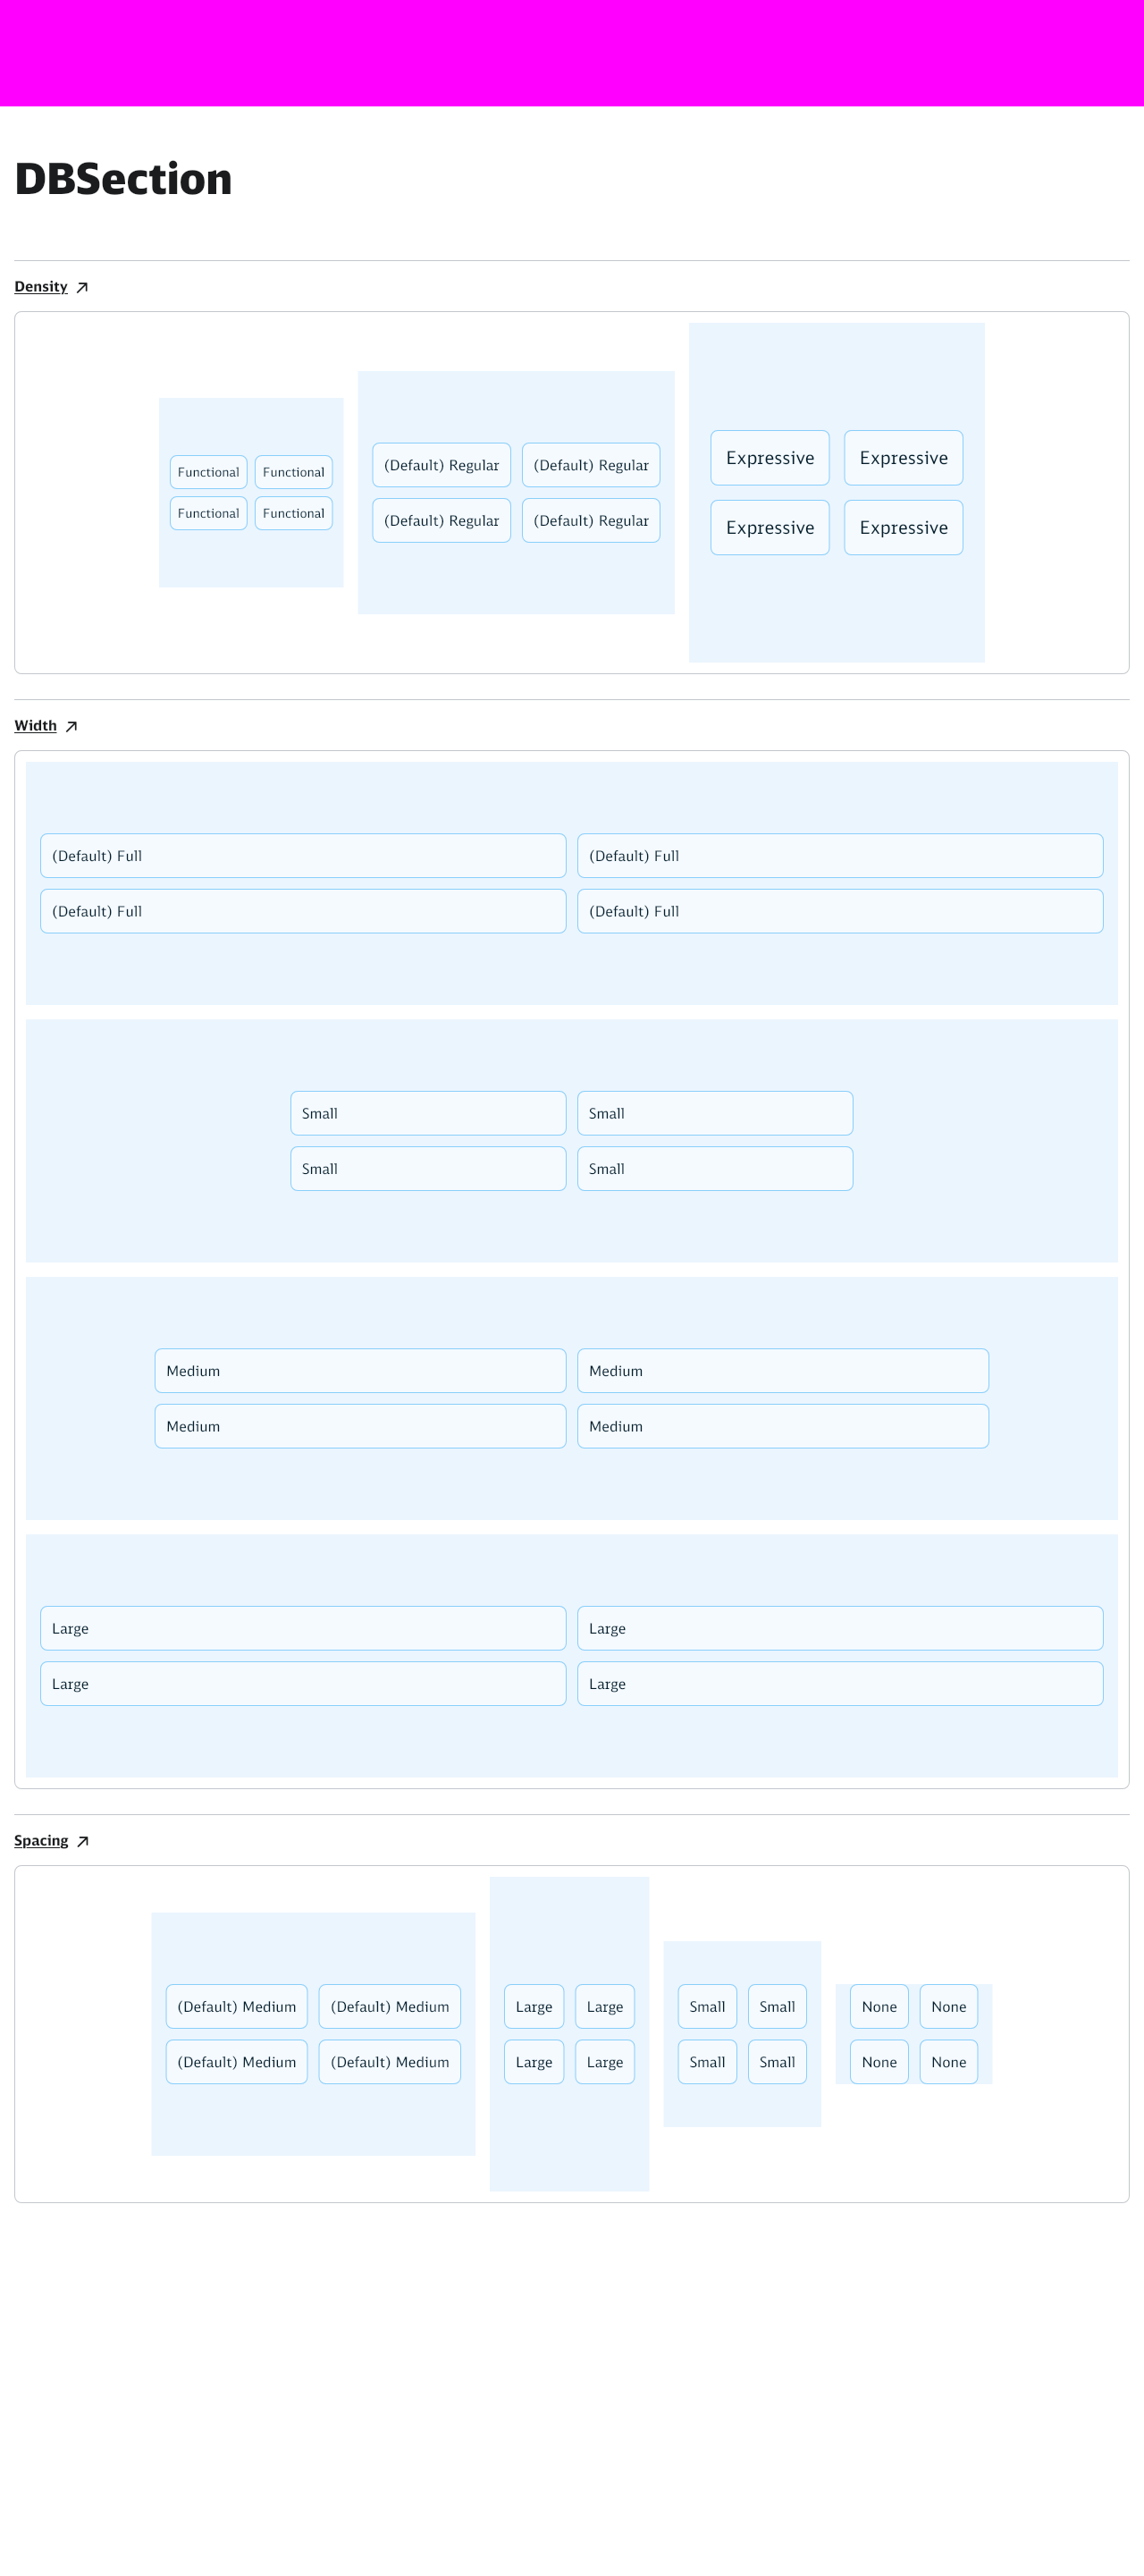 DBSection
Density
Functional Functional
Functional Functional
(Default) Regular (Default) Regular
(Default) Regular (Default) Regular
Expressive Expressive
Expressive Expressive
Width
(Default) Full (Default) Full
(Default) Full (Default) Full
Small Small
Small Small
Medium Medium
Medium Medium
Large Large
Large Large
Spacing
(Default) Medium (Default) Medium
(Default) Medium (Default) Medium
Large Large
Large Large
Small Small
Small Small
None None
None None